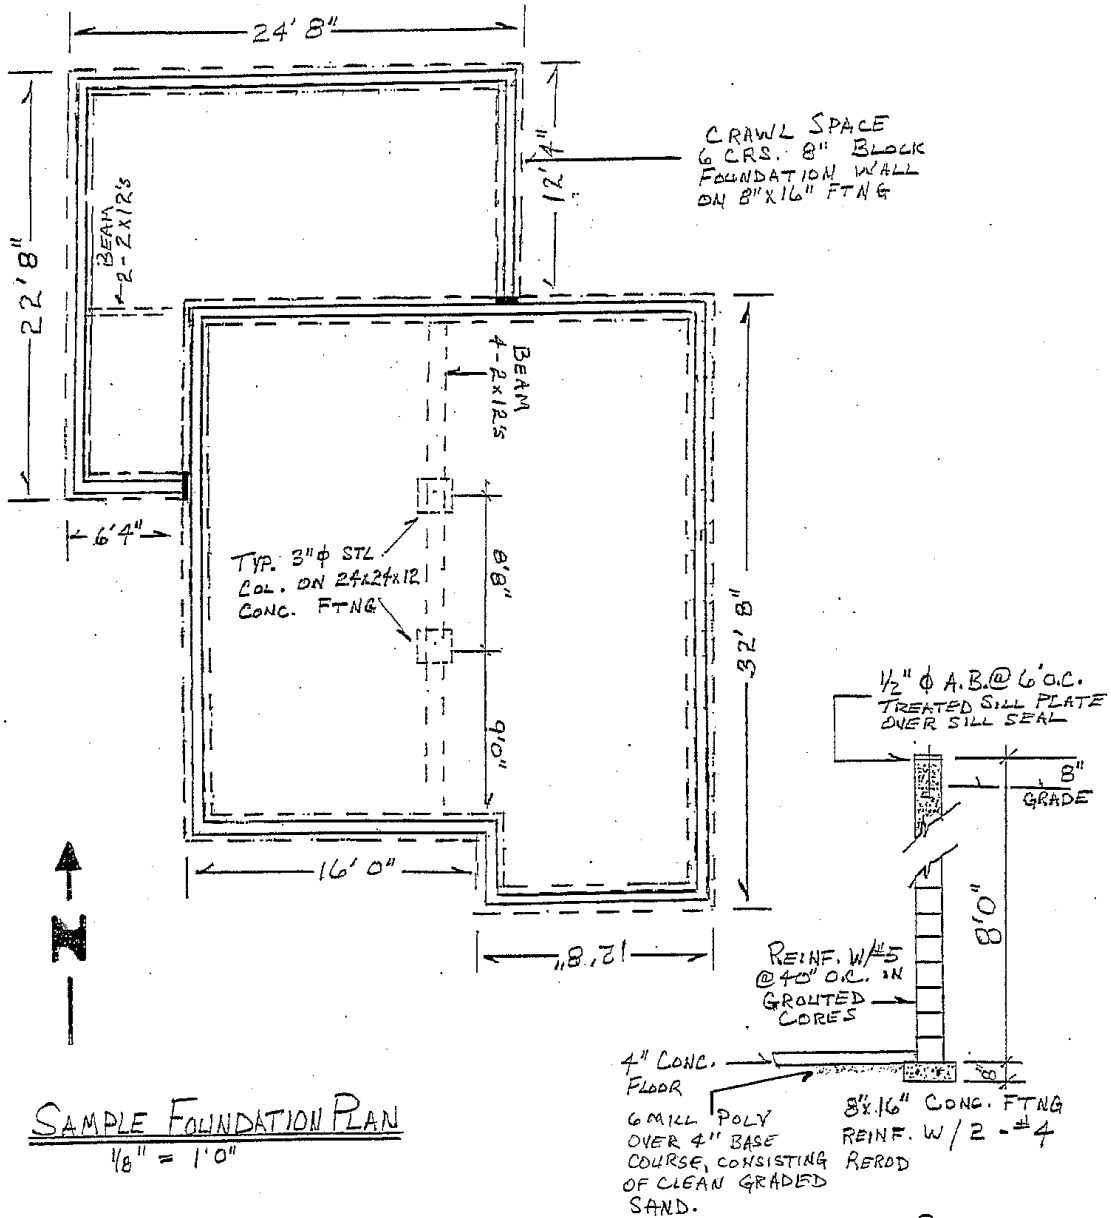 24' 8"
CRAWL SPACE
6 CRS. 8" BLOCK
FOUNDATION WALL
ON 8"X16" FTNG
12' 4"
22' 8"
BEAM
2-2X12's
BEAM
4-2x12's
6'4"
TYP. 3"ϕ STL
COL. ON 24x24x12
CONC. FTNG
8'8"
9'0"
32' 8"
16' 0"
12' 8"
1/2" ϕ A.B.@ 6' O.C.
TREATED SILL PLATE
OVER SILL SEAL
8"
GRADE
8'0"
N
REINF. W/#5
@ 40" O.C. IN
GROUTED
CORES
4" CONC.
FLOOR
8"
6 MILL POLY
OVER 4" BASE
COURSE, CONSISTING
OF CLEAN GRADED
SAND.
8"x16" CONC. FTNG
REINF. W/ 2 - #4
REROD
SAMPLE FOUNDATION PLAN
1/8" = 1' 0"